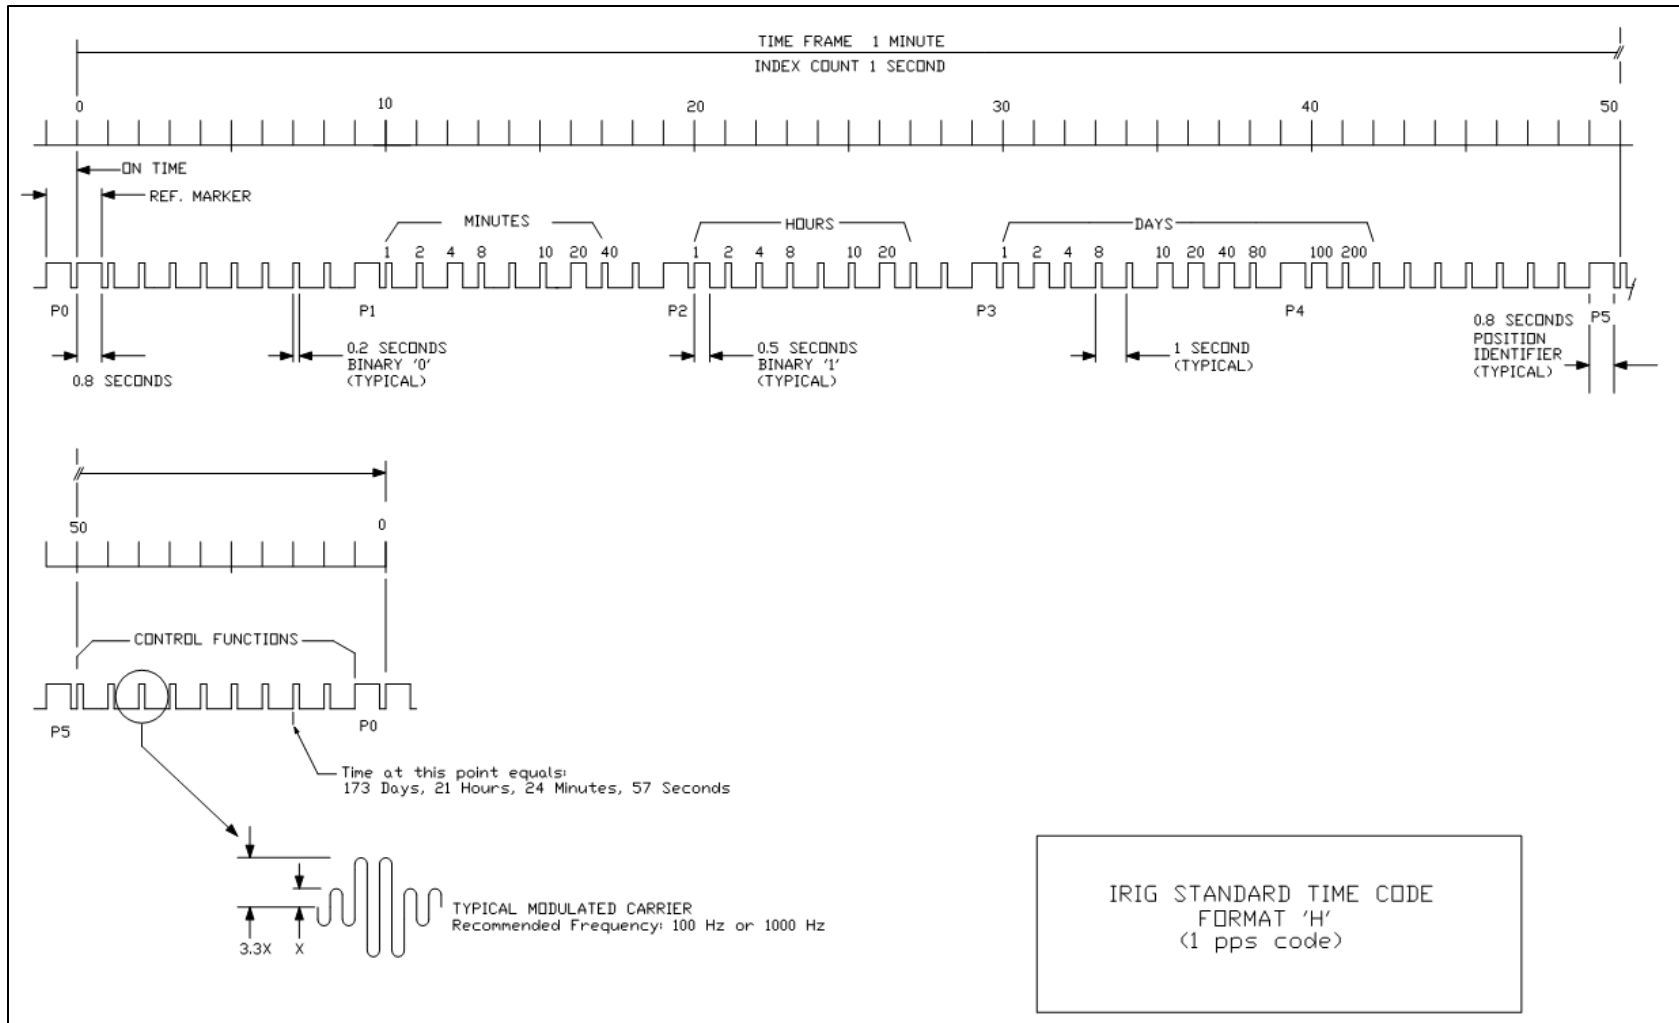 TIME FRAME 1 MINUTE
INDEX COUNT 1 SECOND
0 10 20 30 40 50
ON TIME
REF. MARKER
MINUTES HOURS DAYS
1 2 4 8 10 20 40 1 2 4 8 10 20 1 2 4 8 10 20 40 80 100 200
P0 P1 P2 P3 P4 P5
0.8 SECONDS
0.2 SECONDS
BINARY '0'
(TYPICAL)
0.5 SECONDS
BINARY '1'
(TYPICAL)
1 SECOND
(TYPICAL)
0.8 SECONDS
POSITION
IDENTIFIER
(TYPICAL)
50 0
CONTROL FUNCTIONS
P5 P0
Time at this point equals:
173 Days, 21 Hours, 24 Minutes, 57 Seconds
TYPICAL MODULATED CARRIER
Recommended Frequency: 100 Hz or 1000 Hz
3.3X X
IRIG STANDARD TIME CODE
FORMAT 'H'
(1 pps code)